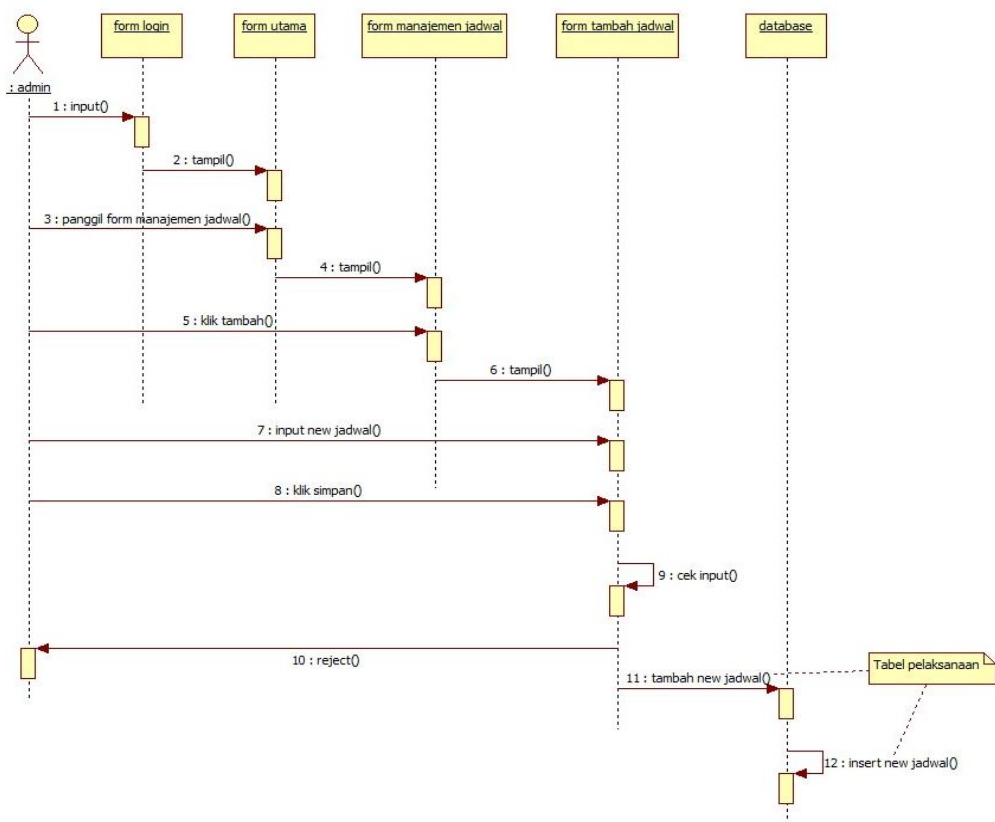 form login
form utama
form manajemen jadwal
form tambah jadwal
database
: admin
1 : input()
2 : tampil()
3 : panggil form manajemen jadwal()
4 : tampil()
5 : klik tambah()
6 : tampil()
7 : input new jadwal()
8 : klik simpan()
9 : cek input()
10 : reject()
Tabel pelaksanaan
11 : tambah new jadwal()
12 : insert new jadwal()